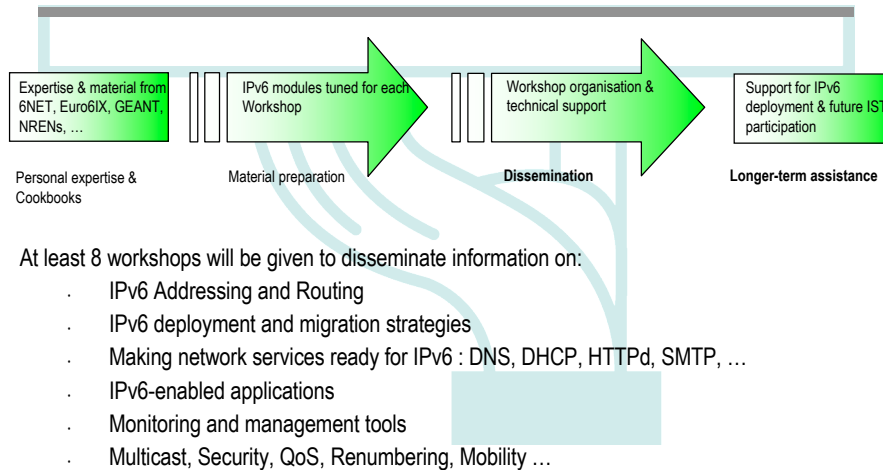 Expertise & material from
6NET, Euro6IX, GEANT,
NRENs, …
IPv6 modules tuned for each
Workshop
Workshop organisation &
technical support
Support for IPv6
deployment & future IST
participation
Personal expertise &
Cookbooks
Material preparation
Dissemination
Longer-term assistance
At least 8 workshops will be given to disseminate information on:
· IPv6 Addressing and Routing
· IPv6 deployment and migration strategies
· Making network services ready for IPv6 : DNS, DHCP, HTTPd, SMTP, …
· IPv6-enabled applications
· Monitoring and management tools
· Multicast, Security, QoS, Renumbering, Mobility …